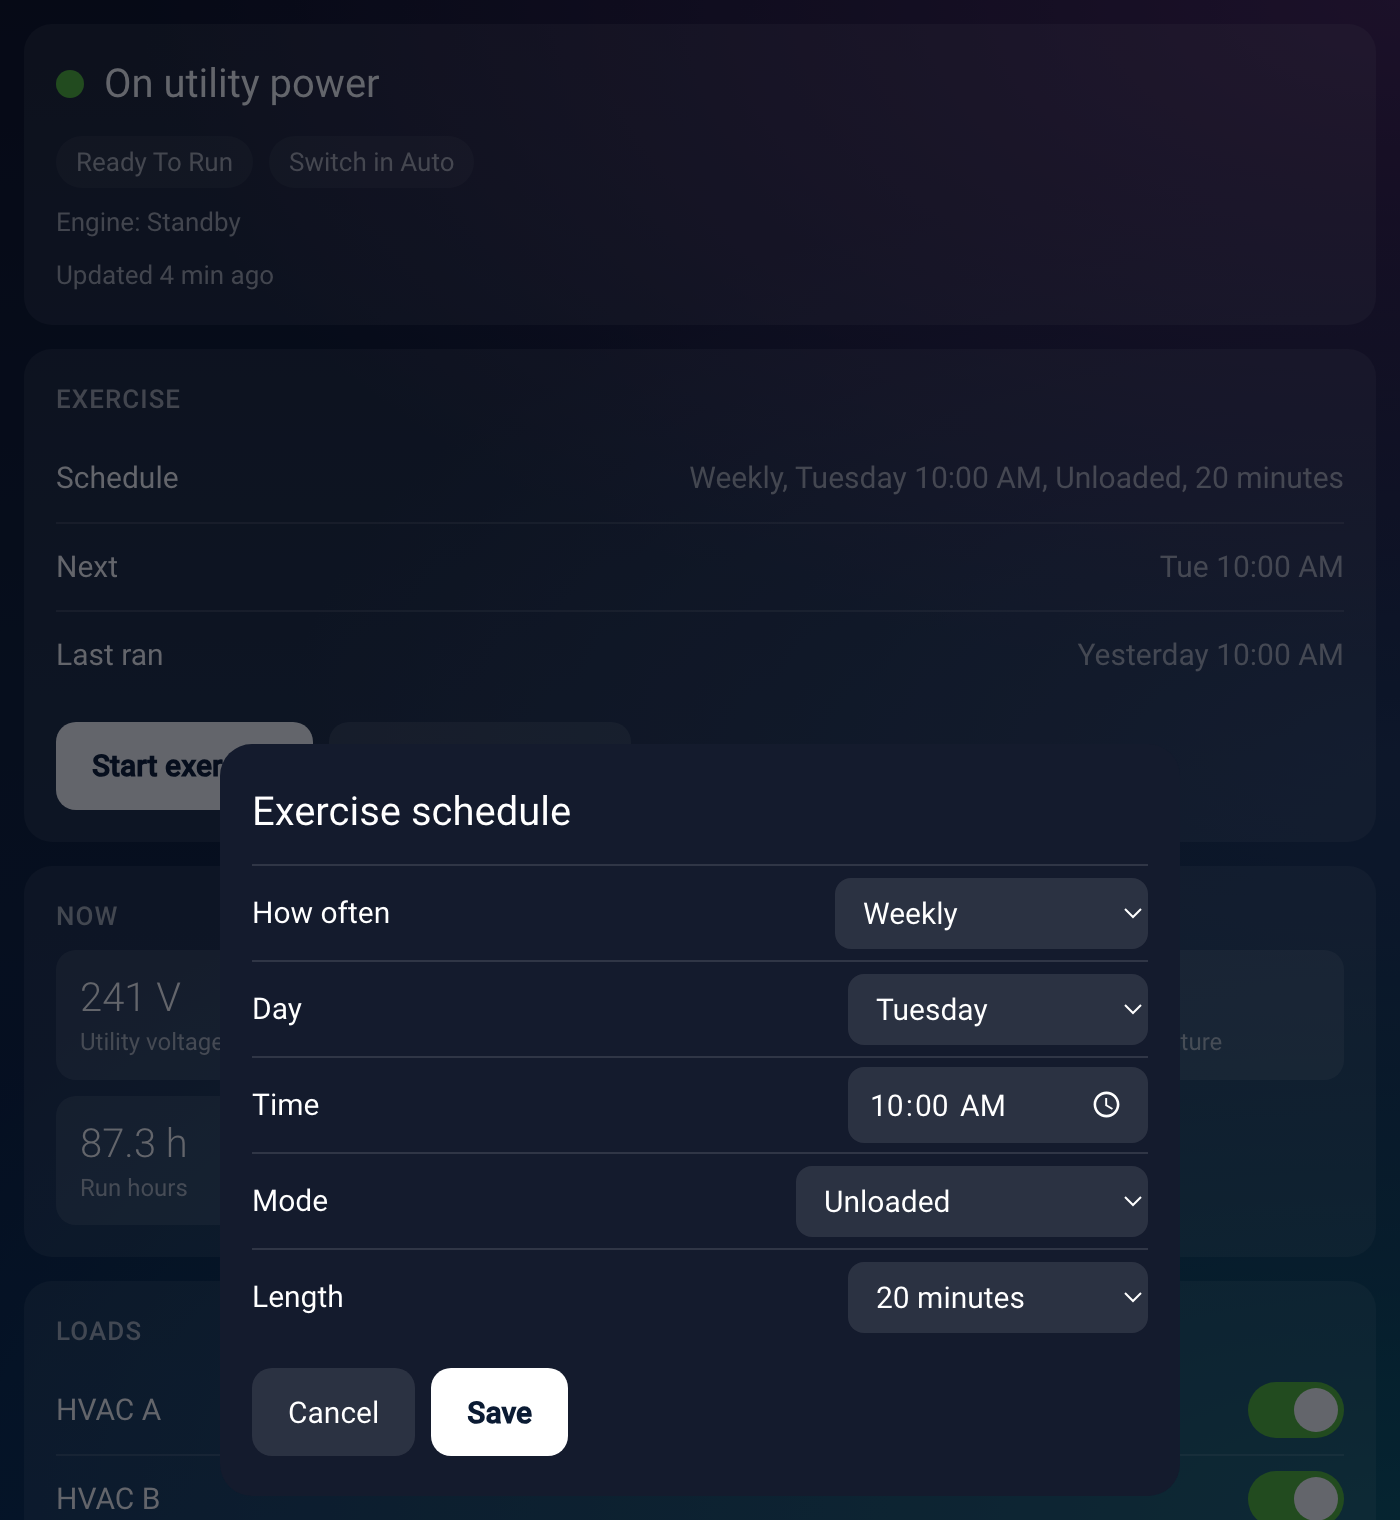 On utility power
Ready To Run Switch in Auto
Engine: Standby
Updated 4 min ago
EXERCISE
Schedule Weekly, Tuesday 10:00 AM, Unloaded, 20 minutes
Next Tue 10:00 AM
Last ran Yesterday 10:00 AM
Start
Exercise schedule
How often Weekly
Day Tuesday
Time 10:00 AM
Mode Unloaded
Length 20 minutes
Cancel Save
NOW
241 V
Utility voltage
87.3 h
Run hours
LOADS
HVAC A
HVAC B